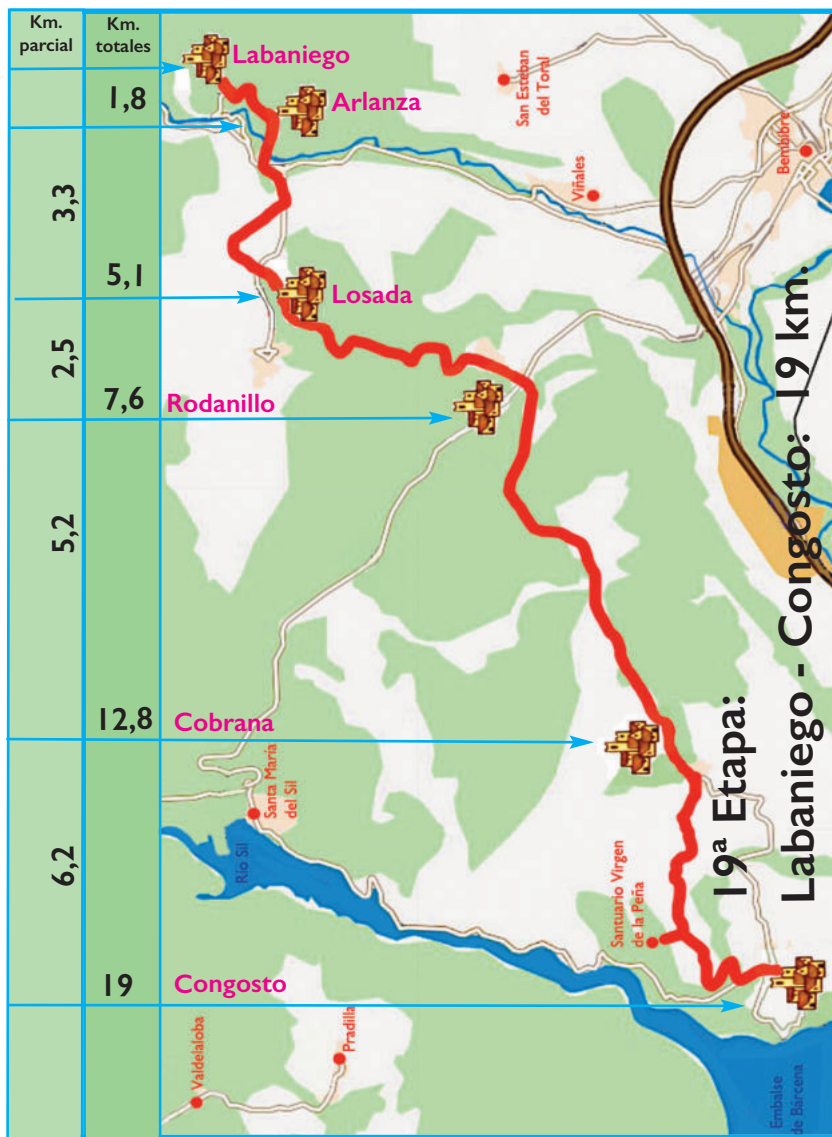 Km.
parcial
Km.
totales
Labaniego
1,8
Arlanza
3,3
5,1
Losada
2,5
7,6
Rodanillo
5,2
12,8
Cobrana
6,2
19
Congosto
San Esteban
del Toral
Viñales
Bembibre
Santa María
del Sil
Río Sil
Santuario Virgen
de la Peña
Valdelaloba
Pradilla
Embalse
de Bárcena
19ª Etapa:
Labaniego - Congosto: 19 km.